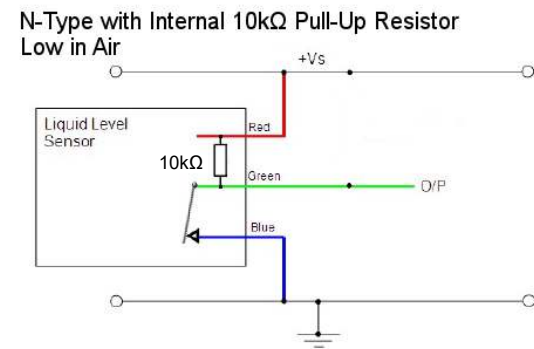 N-Type with Internal 10kΩ Pull-Up Resistor
Low in Air
+Vs
Liquid Level
Sensor
Red
10kΩ
Green
O/P
Blue